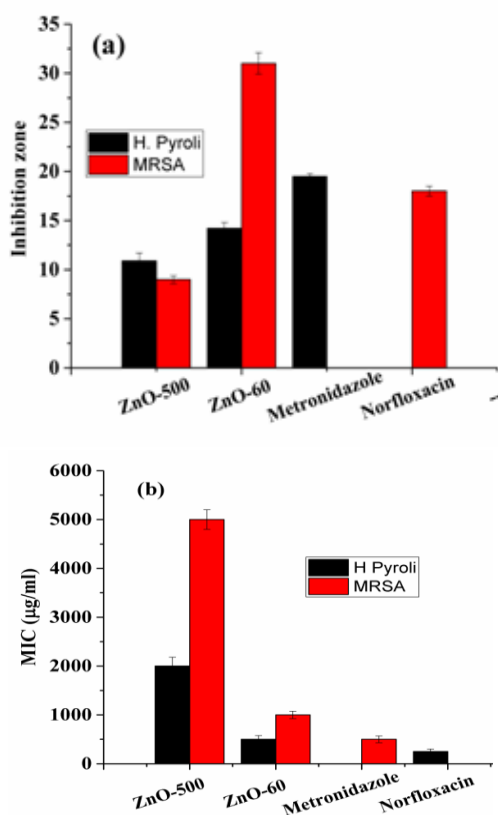 (a)
35
30
25
20
15
10
5
0
Inhibition zone
H. Pyroli
MRSA
ZnO-500
ZnO-60
Metronidazole
Norfloxacin
(b)
6000
5000
4000
3000
2000
1000
0
MIC (µg/ml)
H Pyroli
MRSA
ZnO-500
ZnO-60
Metronidazole
Norfloxacin